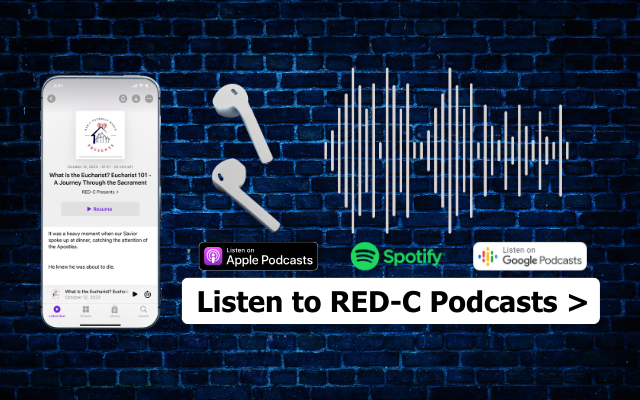 What is the Eucharist? Eucharist 101 -
A Journey Through the Sacrament
RED-C Presents >
Resume
It was a heavy moment when our Savior
spoke up at dinner, catching the attention of
the Apostles.
He knew he was about to die.
What is the Eucharist? Euchari
October 12, 2023
Listen on
Apple Podcasts
Spotify
Listen on
Google Podcasts
Listen to RED-C Podcasts >